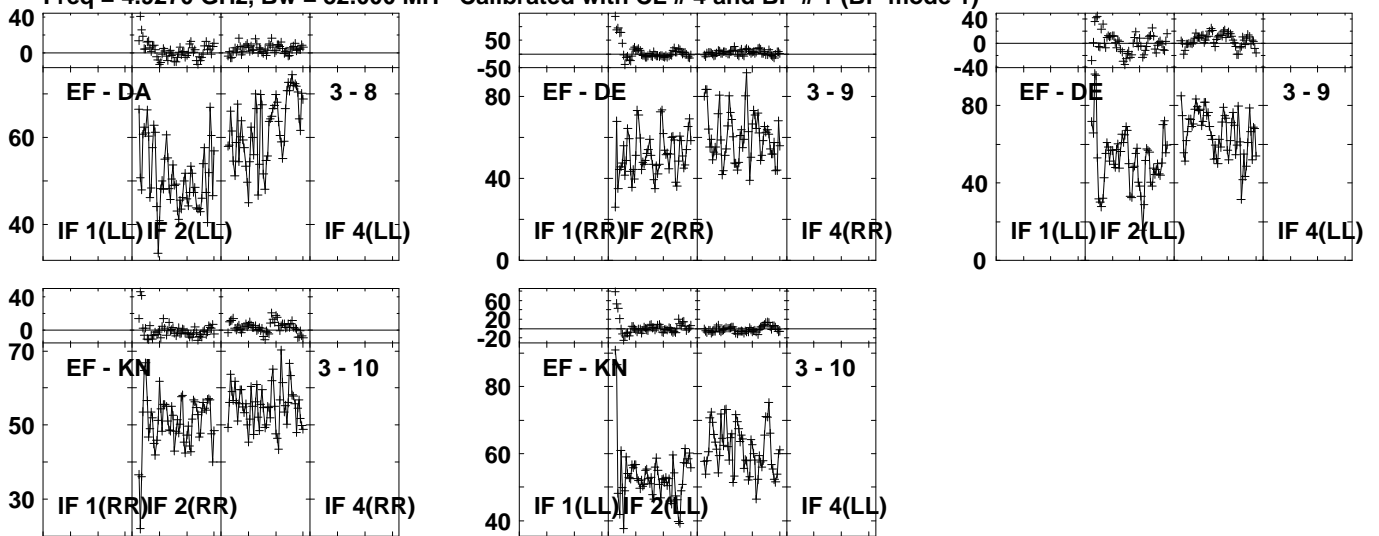 40
0
EF - DA 3 - 8
60
40
IF 1(LL) IF 2(LL) IF 4(LL)
50
-50
80
EF - DE 3 - 9
40
IF 1(RR) IF 2(RR) IF 4(RR)
0
40
0
-40
EF - DE 3 - 9
80
40
IF 1(LL) IF 2(LL) IF 4(LL)
0
40
0
70
EF - KN 3 - 10
50
30
IF 1(RR) IF 2(RR) IF 4(RR)
60
20
-20
EF - KN 3 - 10
80
60
40
IF 1(LL) IF 2(LL) IF 4(LL)